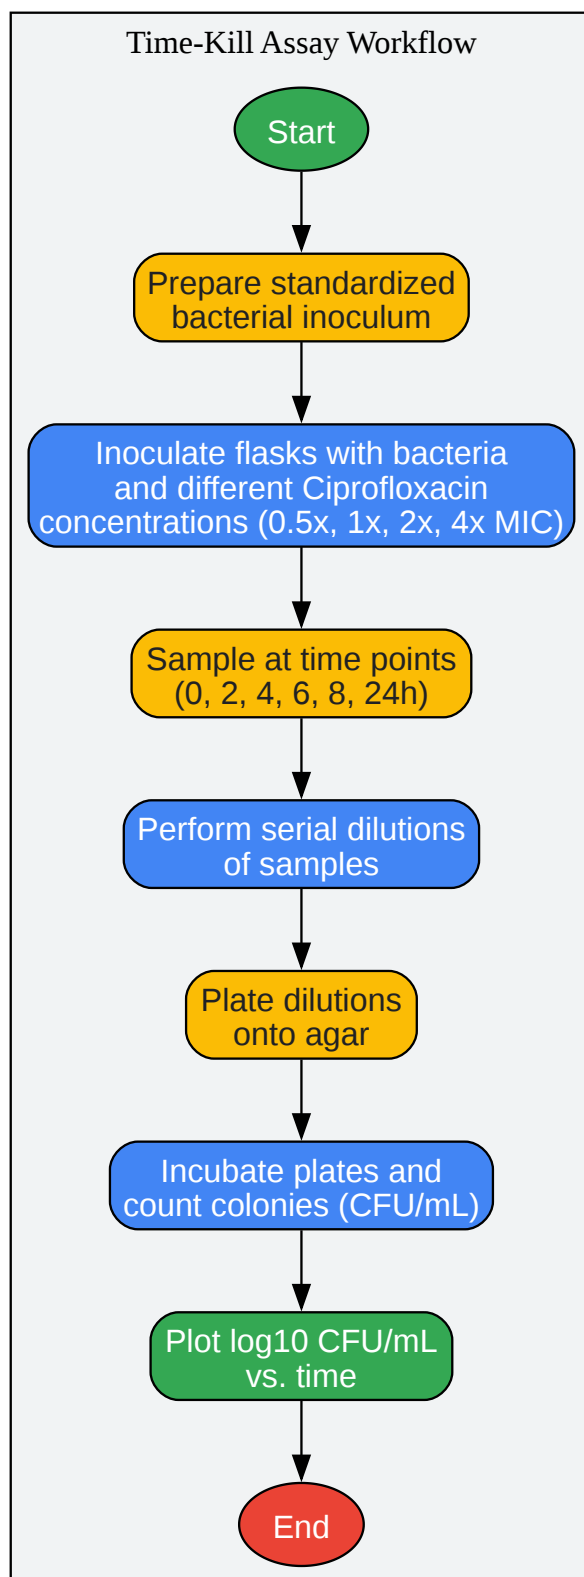 Time-Kill Assay Workflow
Start
Prepare standardized
bacterial inoculum
Inoculate flasks with bacteria
and different Ciprofloxacin
concentrations (0.5x, 1x, 2x, 4x MIC)
Sample at time points
(0, 2, 4, 6, 8, 24h)
Perform serial dilutions
of samples
Plate dilutions
onto agar
Incubate plates and
count colonies (CFU/mL)
Plot log10 CFU/mL
vs. time
End